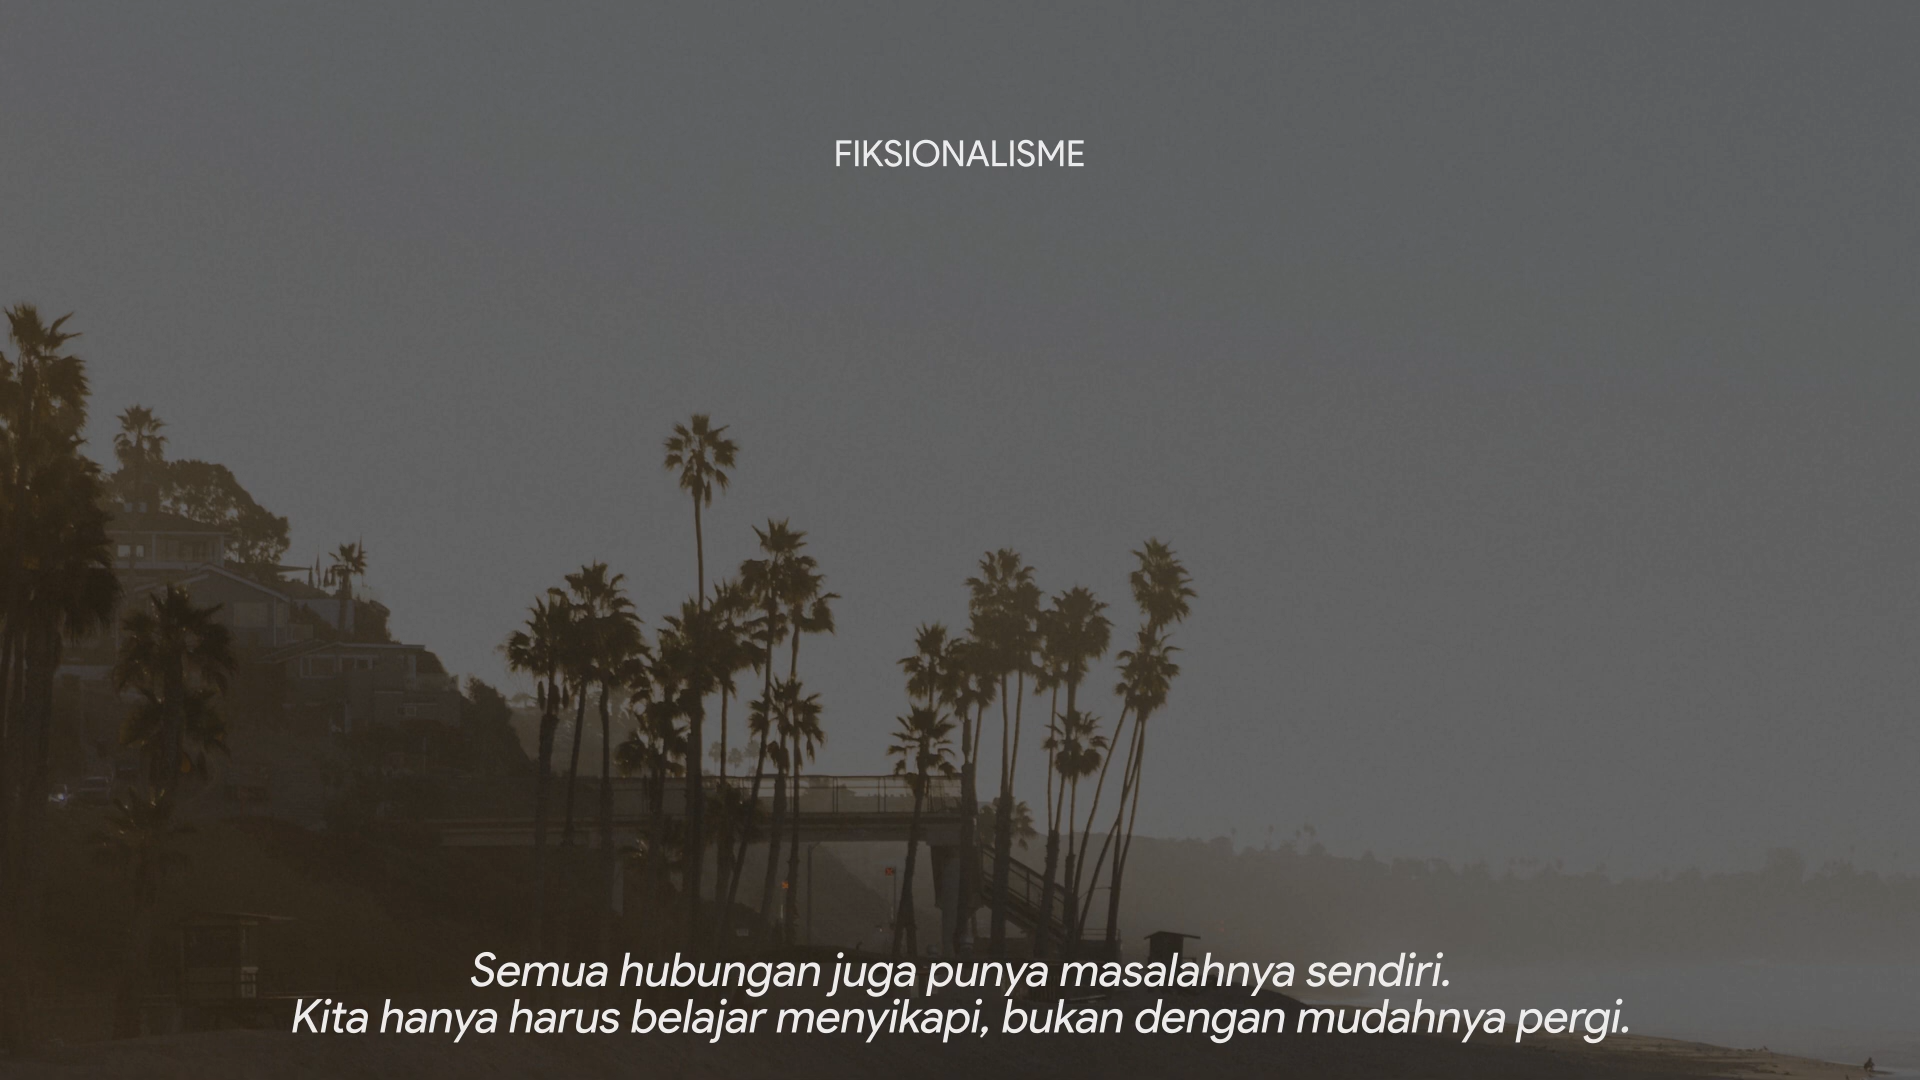 FIKSIONALISME
Semua hubungan juga punya masalahnya sendiri.
Kita hanya harus belajar menyikapi, bukan dengan mudahnya pergi.